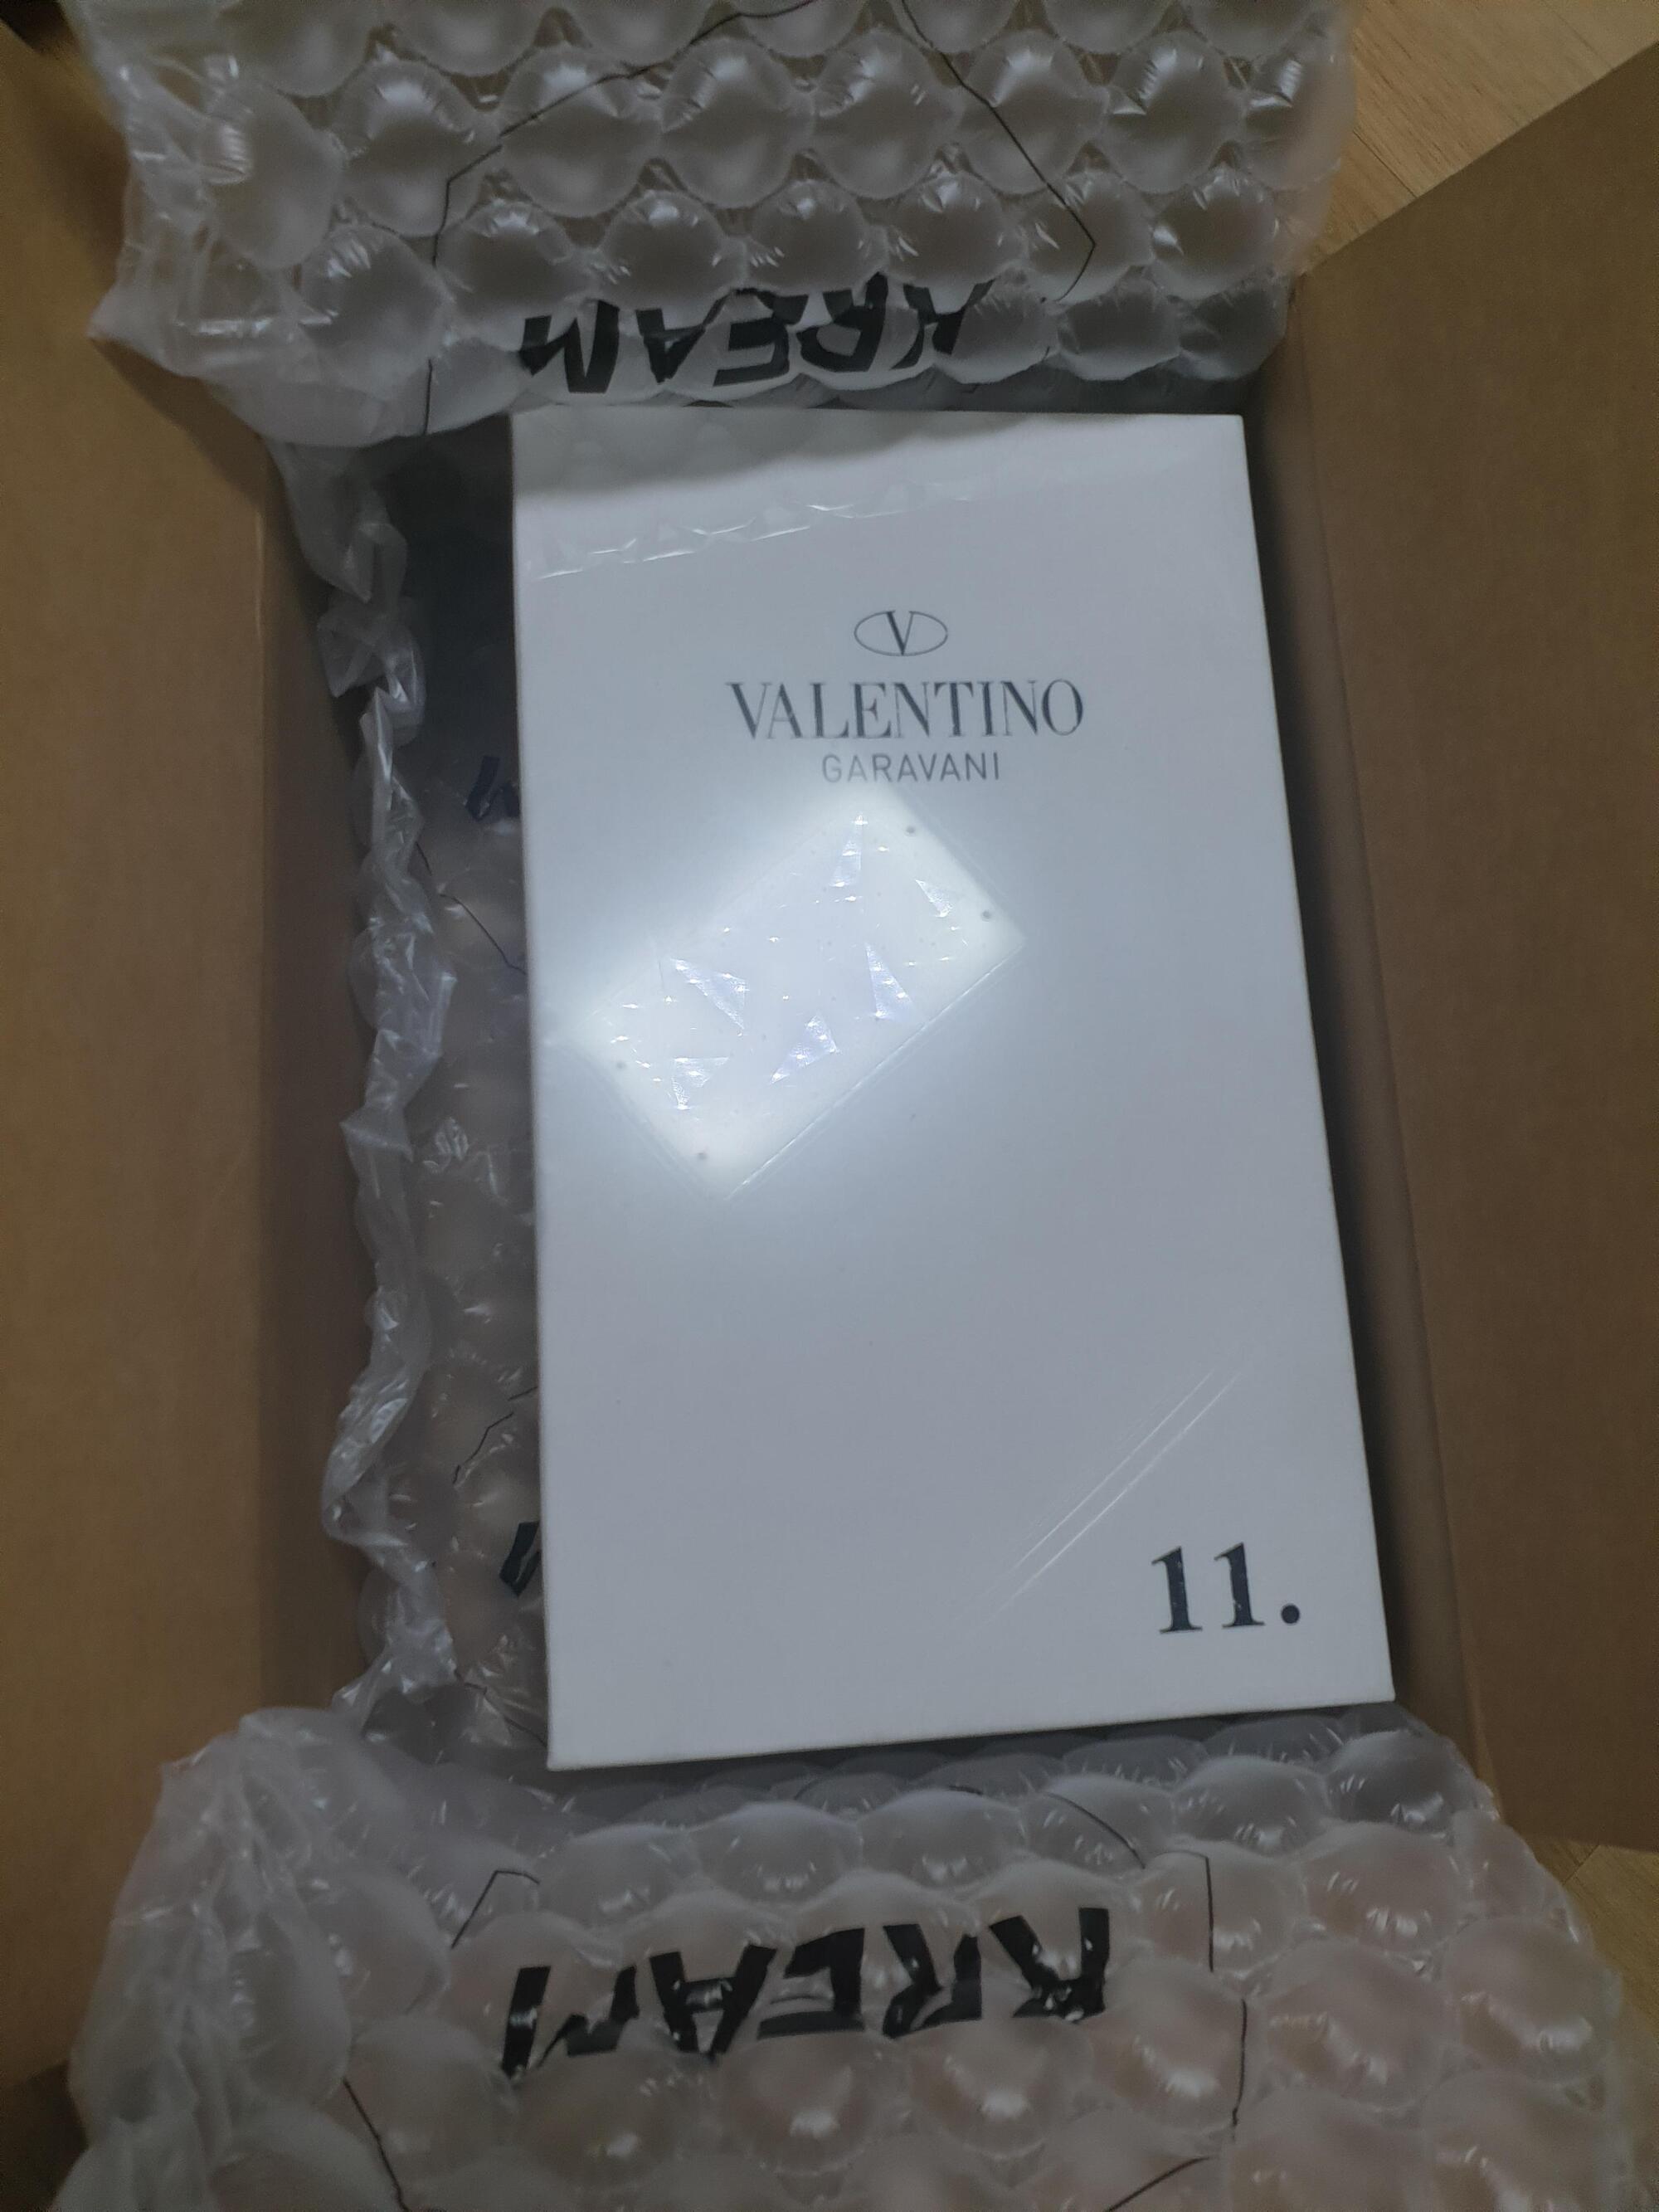 KREAM
V
VALENTINO
GARAVANI
11.
KREAM